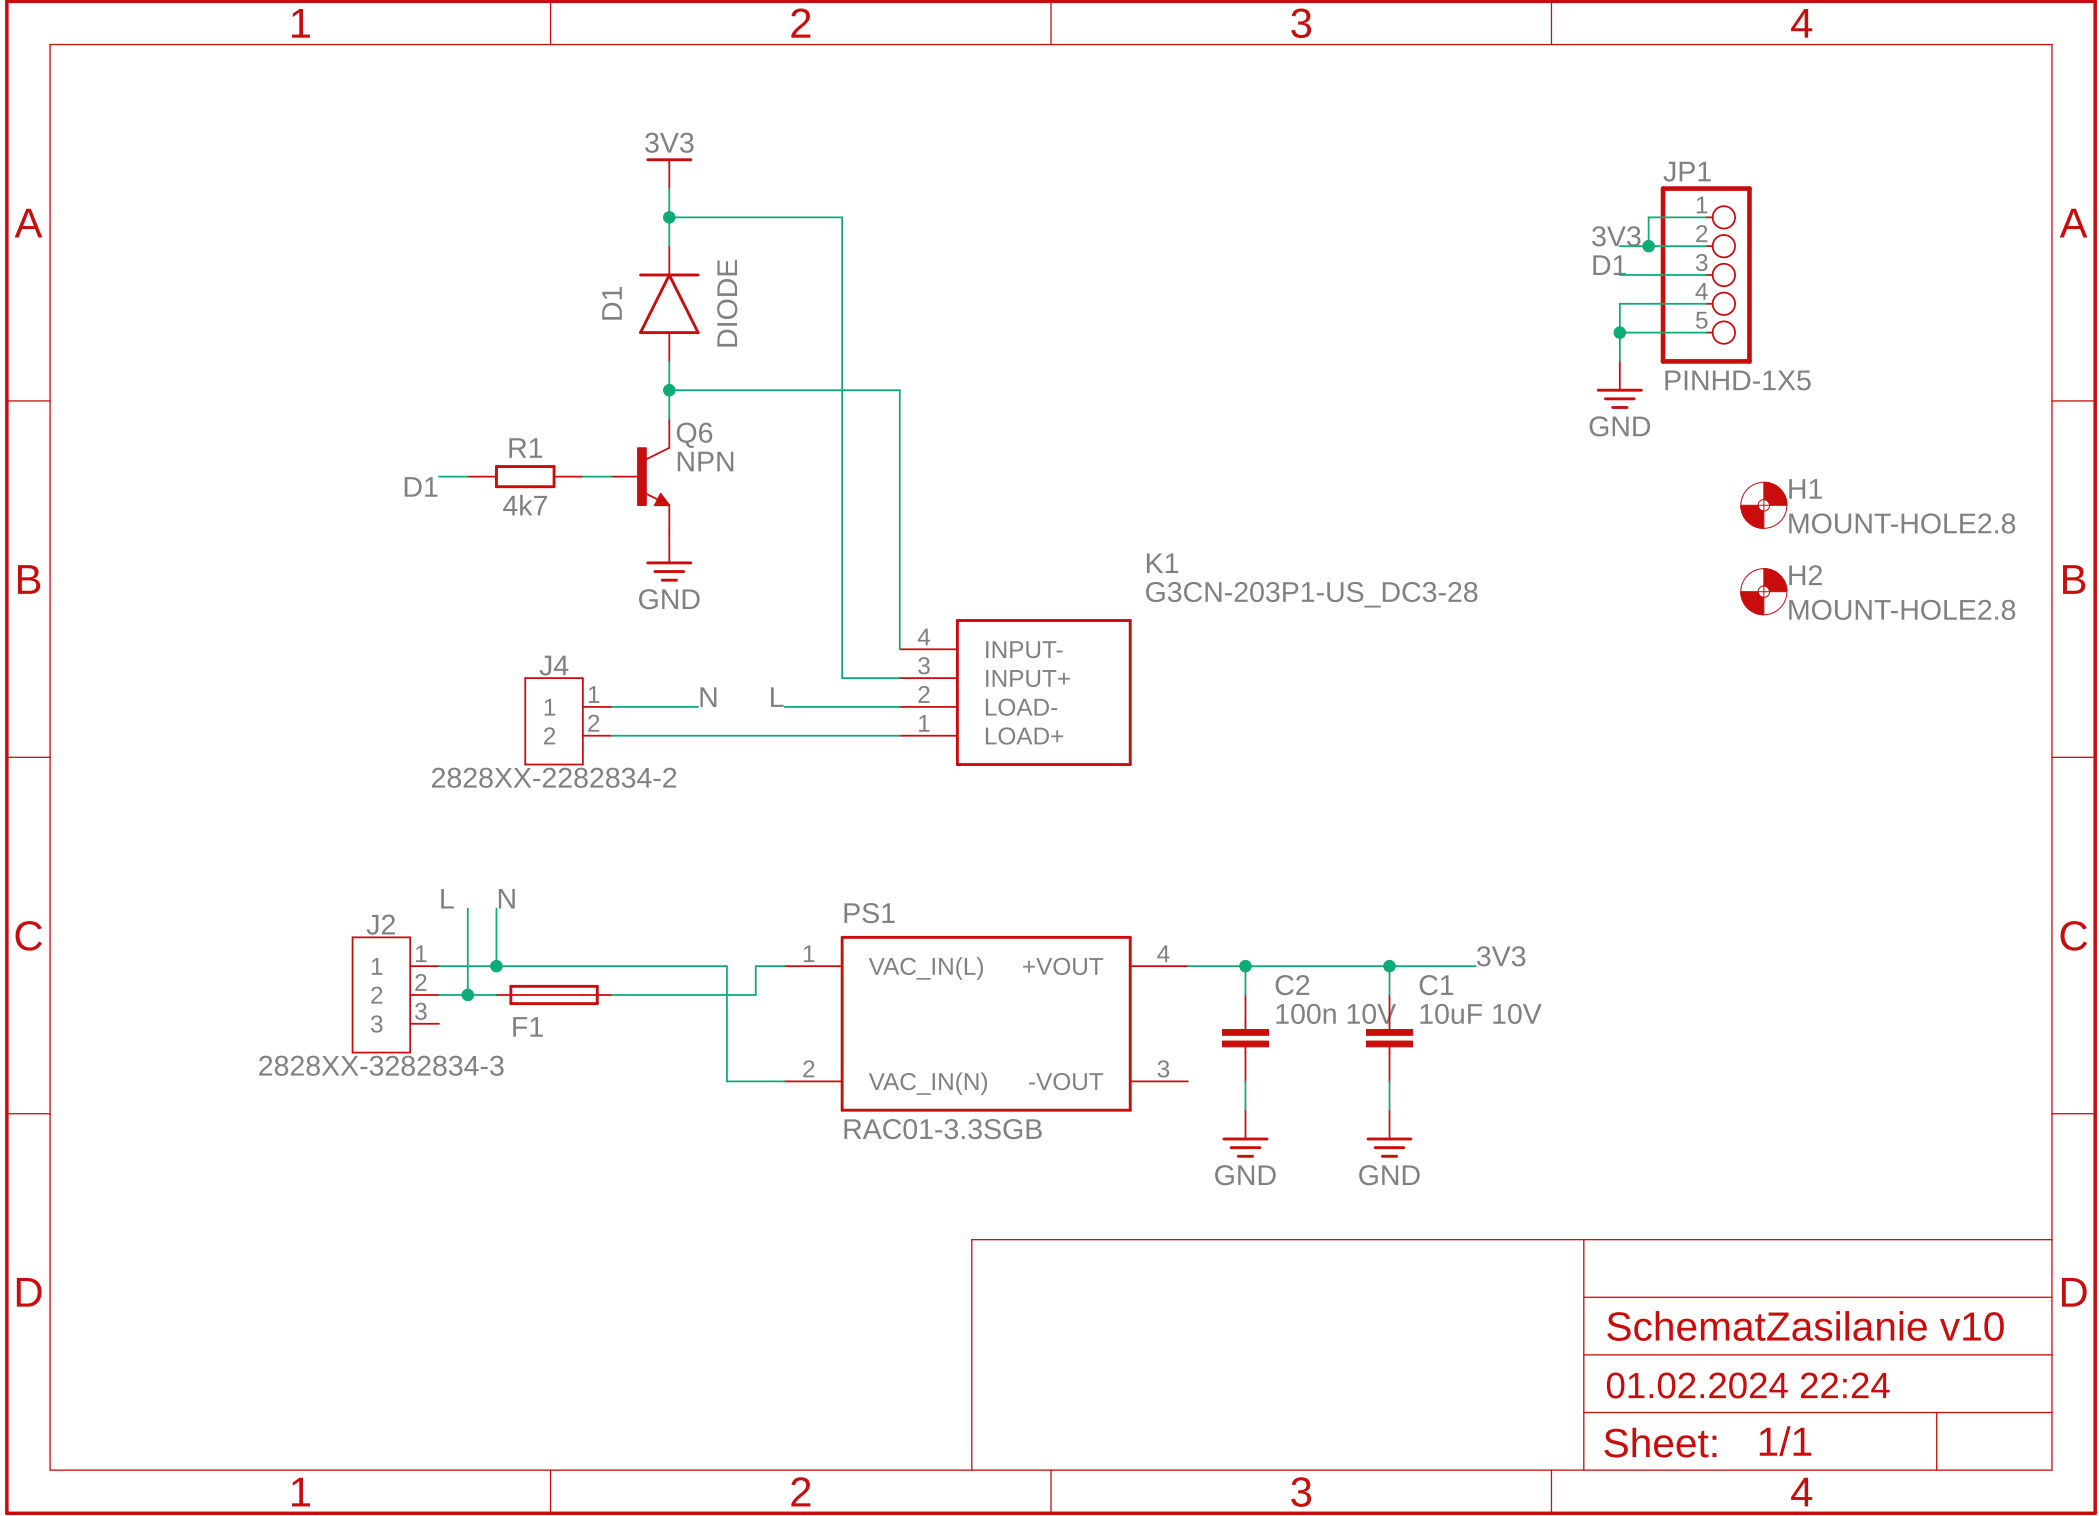 1 2 3 4
A A
B B
C C
D D
3V3
D1
DIODE
Q6
NPN
R1
4k7
D1
GND
JP1
1
3V3
2
D1
3
4
5
PINHD-1X5
GND
H1
MOUNT-HOLE2.8
H2
MOUNT-HOLE2.8
K1
G3CN-203P1-US_DC3-28
4 INPUT-
3 INPUT+
2 LOAD-
1 LOAD+
J4
1 1 N L
2 2
2828XX-2282834-2
L N
J2
1 1
2 2
3 3
F1
2828XX-3282834-3
PS1
1 VAC_IN(L) +VOUT 4
2 VAC_IN(N) -VOUT 3
RAC01-3.3SGB
3V3
C2
100n 10V
C1
10uF 10V
GND GND
SchematZasilanie v10
01.02.2024 22:24
Sheet: 1/1
1 2 3 4